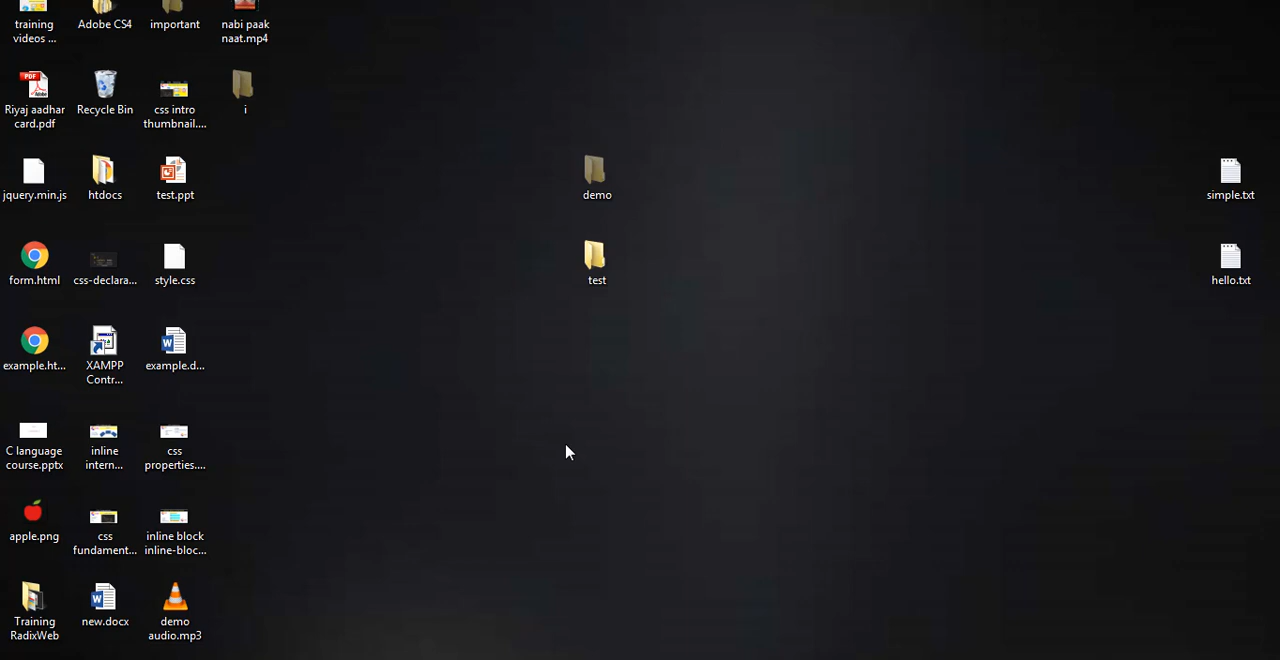 training
videos ...
Adobe CS4
important
nabi paak
naat.mp4
PDF
Adobe
Riyaj aadhar
card.pdf
Recycle Bin
css intro
thumbnail....
i
jquery.min.js
htdocs
test.ppt
demo
simple.txt
form.html
css-declara...
style.css
test
hello.txt
example.ht...
XAMPP
Contr...
W
example.d...
C language
course.pptx
inline
intern...
css
properties....
apple.png
css
fundament...
inline block
inline-bloc...
Training
RadixWeb
W
new.docx
demo
audio.mp3